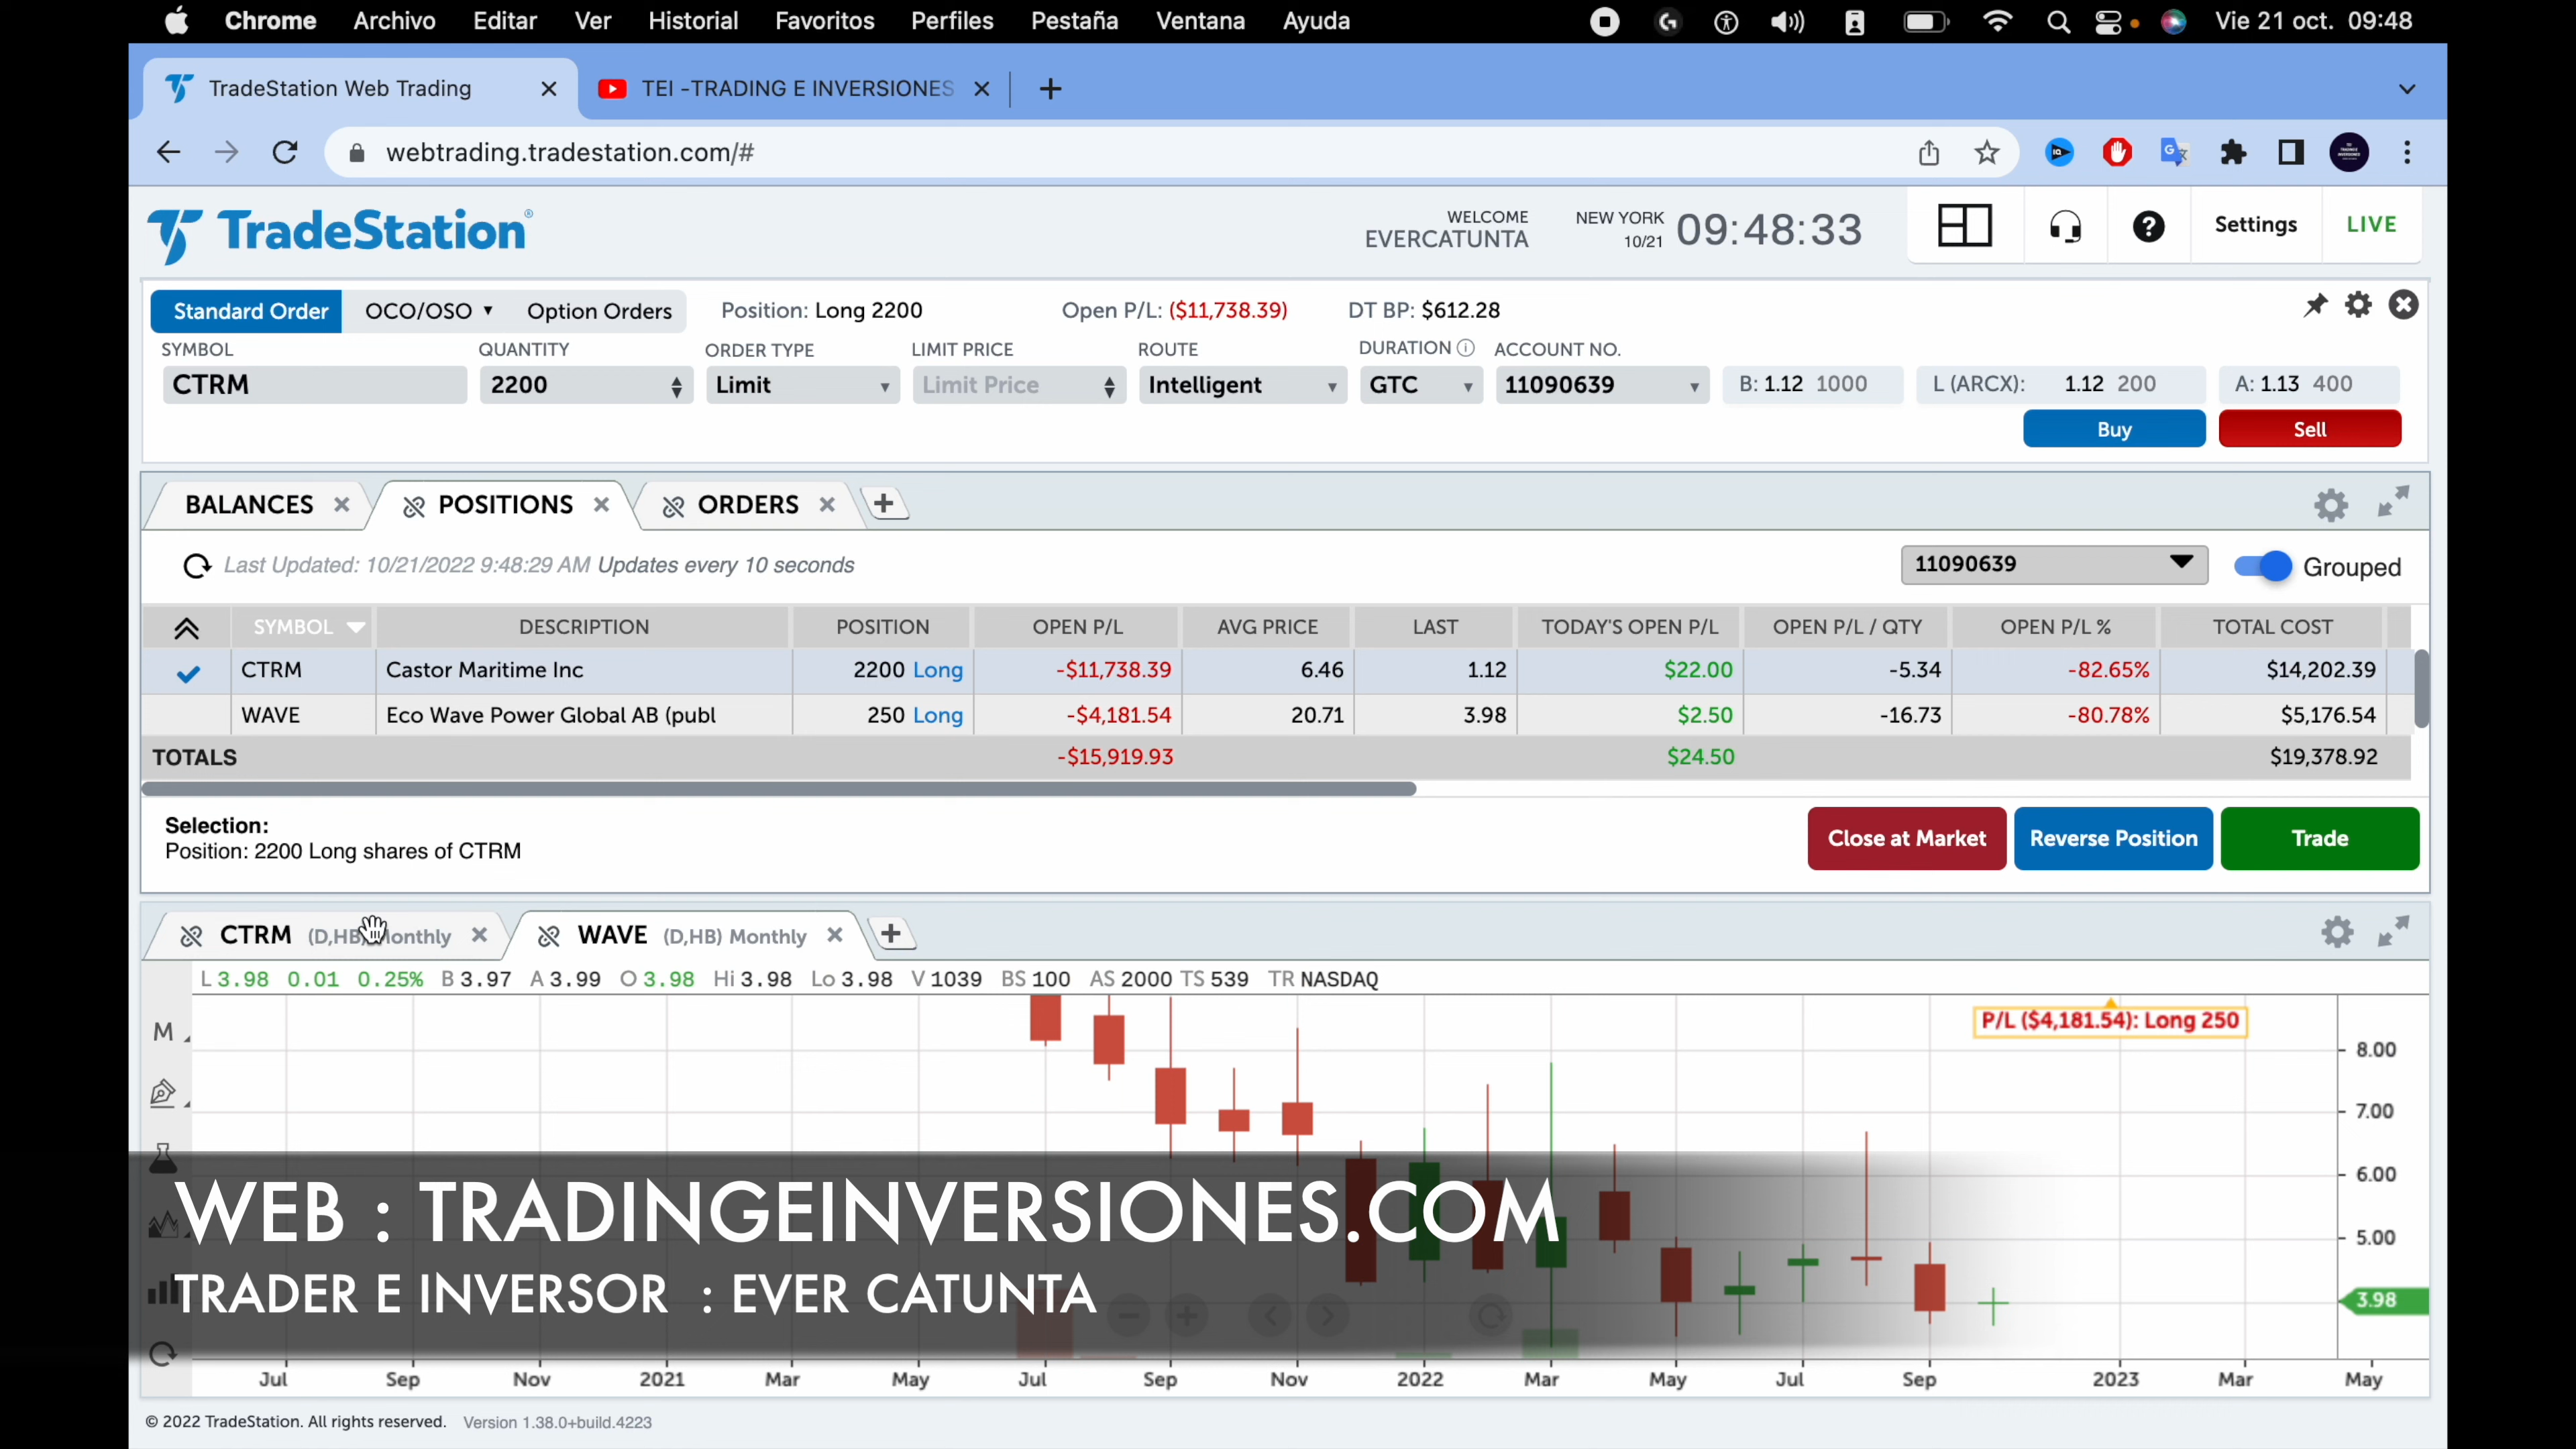 Chrome Archivo Editar Ver Historial Favoritos Perfiles Pestaña Ventana Ayuda Vie 21 oct. 09:48
TradeStation Web Trading TEI -TRADING E INVERSIONES
webtrading.tradestation.com/#
TradeStation® WELCOME EVERCATUNTA NEW YORK 10/21 09:48:33 Settings LIVE
Standard Order OCO/OSO Option Orders Position: Long 2200 Open P/L: ($11,738.39) DT BP: $612.28
SYMBOL QUANTITY ORDER TYPE LIMIT PRICE ROUTE DURATION ACCOUNT NO.
CTRM 2200 Limit Limit Price Intelligent GTC 11090639 B: 1.12 1000 L (ARCX): 1.12 200 A: 1.13 400
Buy Sell
BALANCES POSITIONS ORDERS
Last Updated: 10/21/2022 9:48:29 AM Updates every 10 seconds 11090639 Grouped
SYMBOL DESCRIPTION POSITION OPEN P/L AVG PRICE LAST TODAY'S OPEN P/L OPEN P/L / QTY OPEN P/L % TOTAL COST
CTRM Castor Maritime Inc 2200 Long -$11,738.39 6.46 1.12 $22.00 -5.34 -82.65% $14,202.39
WAVE Eco Wave Power Global AB (publ 250 Long -$4,181.54 20.71 3.98 $2.50 -16.73 -80.78% $5,176.54
TOTALS -$15,919.93 $24.50 $19,378.92
Selection:
Position: 2200 Long shares of CTRM
Close at Market Reverse Position Trade
CTRM (D,HB) Monthly WAVE (D,HB) Monthly
L 3.98 0.01 0.25% B 3.97 A 3.99 O 3.98 Hi 3.98 Lo 3.98 V 1039 BS 100 AS 2000 TS 539 TR NASDAQ
P/L ($4,181.54): Long 250
M
8.00
7.00
6.00
5.00
3.98
WEB : TRADINGEINVERSIONES.COM
TRADER E INVERSOR : EVER CATUNTA
Jul Sep Nov 2021 Mar May Jul Sep Nov 2022 Mar May Jul Sep 2023 Mar May
© 2022 TradeStation. All rights reserved. Version 1.38.0+build.4223